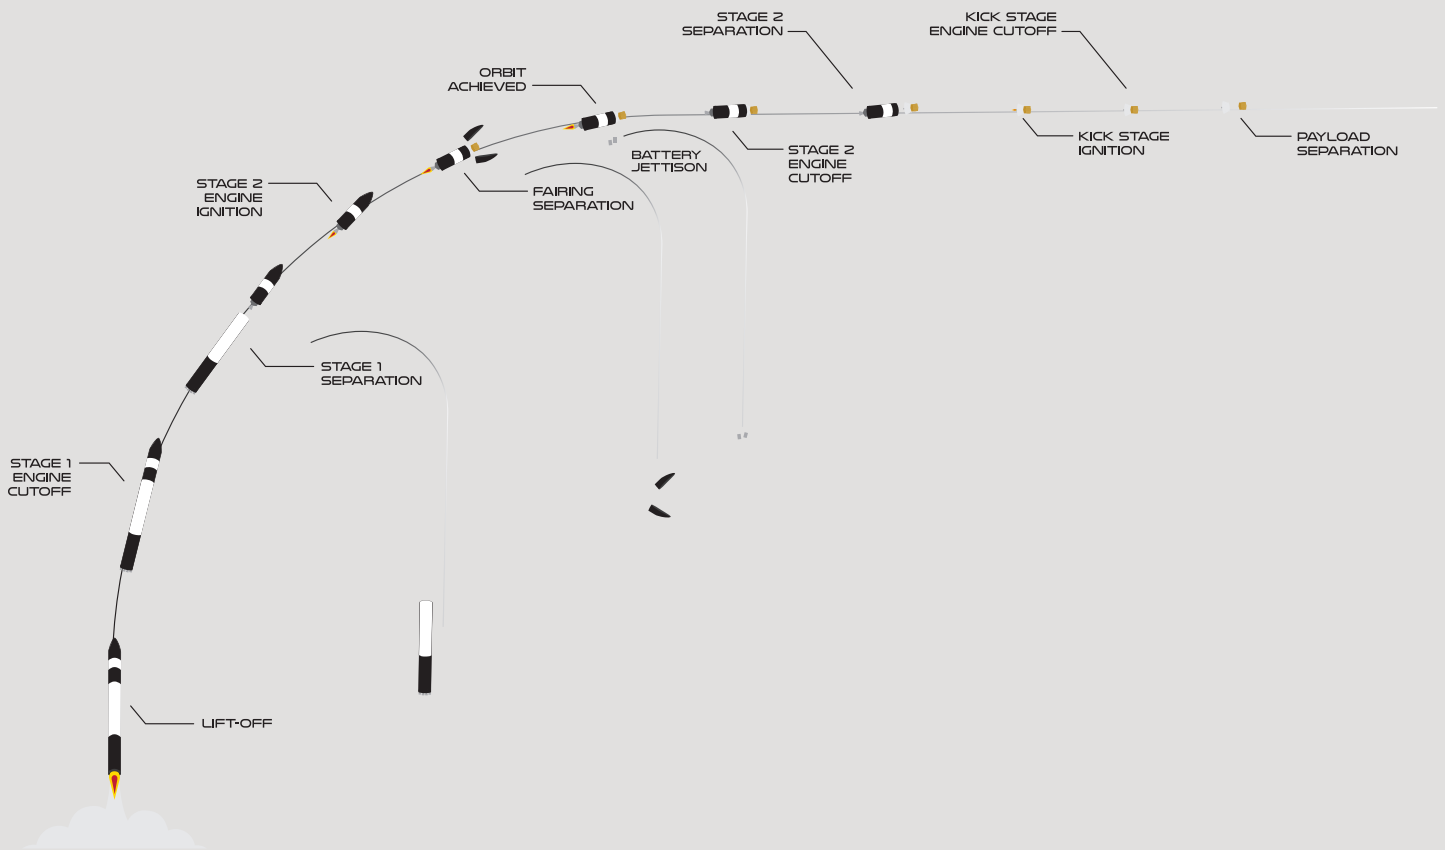 STAGE 2
SEPARATION
KICK STAGE
ENGINE CUTOFF
ORBIT
ACHIEVED
KICK STAGE
IGNITION
PAYLOAD
SEPARATION
STAGE 2
ENGINE
CUTOFF
BATTERY
JETTISON
STAGE 2
ENGINE
IGNITION
FAIRING
SEPARATION
STAGE 1
SEPARATION
STAGE 1
ENGINE
CUTOFF
LIFT-OFF